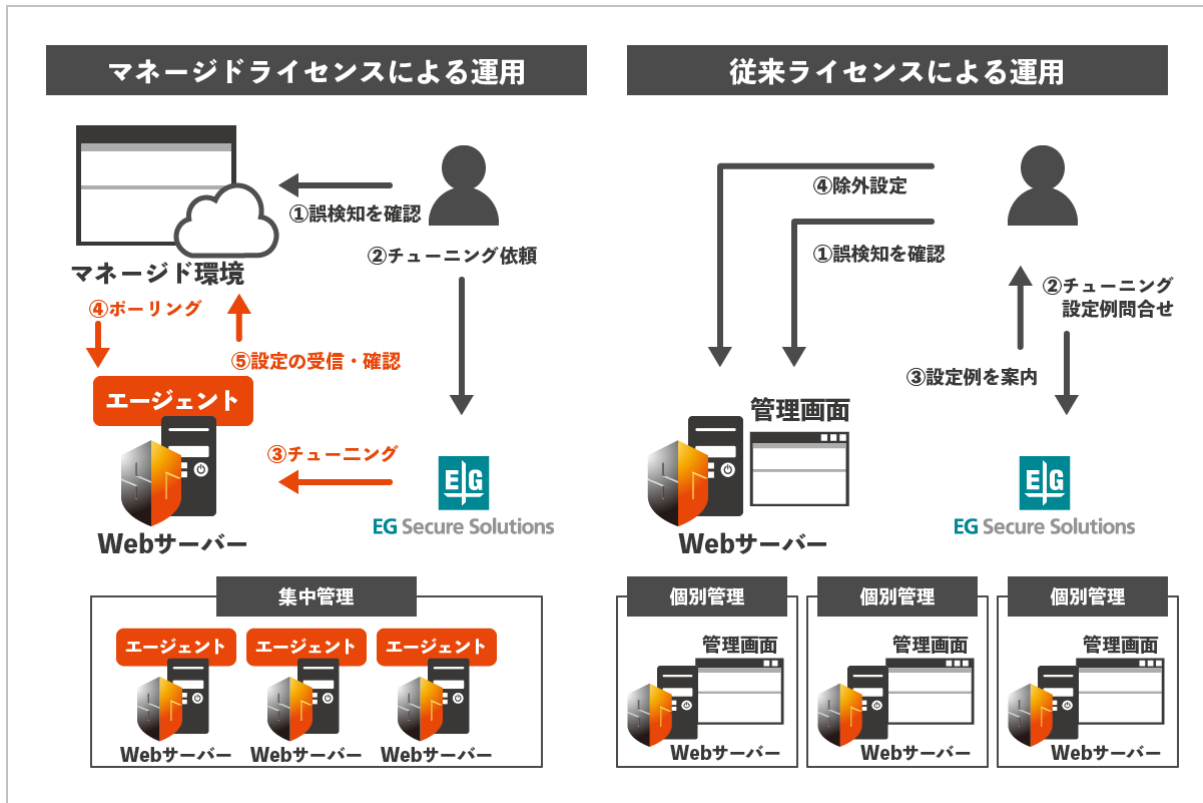 マネージドライセンスによる運用
①誤検知を確認
②チューニング依頼
マネージド環境
④ポーリング
⑤設定の受信・確認
エージェント
③チューニング
Webサーバー
EG
EG Secure Solutions
集中管理
エージェント
エージェント
エージェント
Webサーバー
Webサーバー
Webサーバー
従来ライセンスによる運用
④除外設定
①誤検知を確認
②チューニング
設定例問合せ
③設定例を案内
管理画面
Webサーバー
EG
EG Secure Solutions
個別管理
管理画面
Webサーバー
個別管理
管理画面
Webサーバー
個別管理
管理画面
Webサーバー